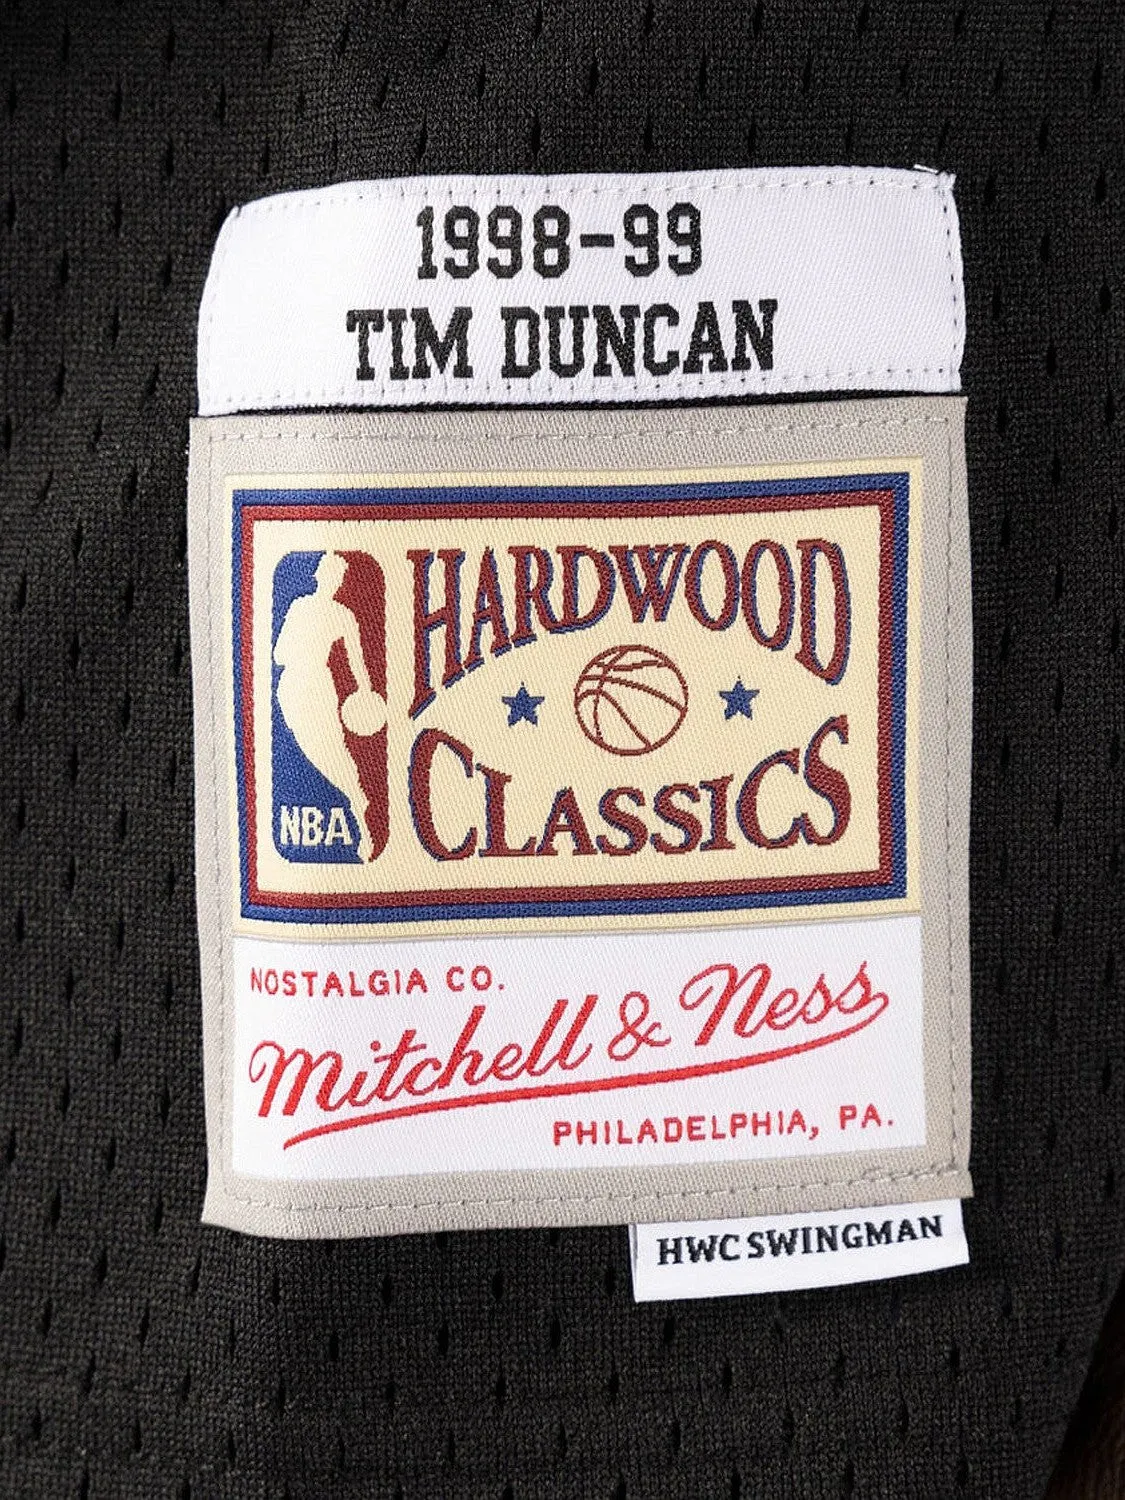 1998-99
TIM DUNCAN
HARDWOOD
CLASSICS
NBA
NOSTALGIA CO.
Mitchell & Ness
PHILADELPHIA, PA.
HWC SWINGMAN